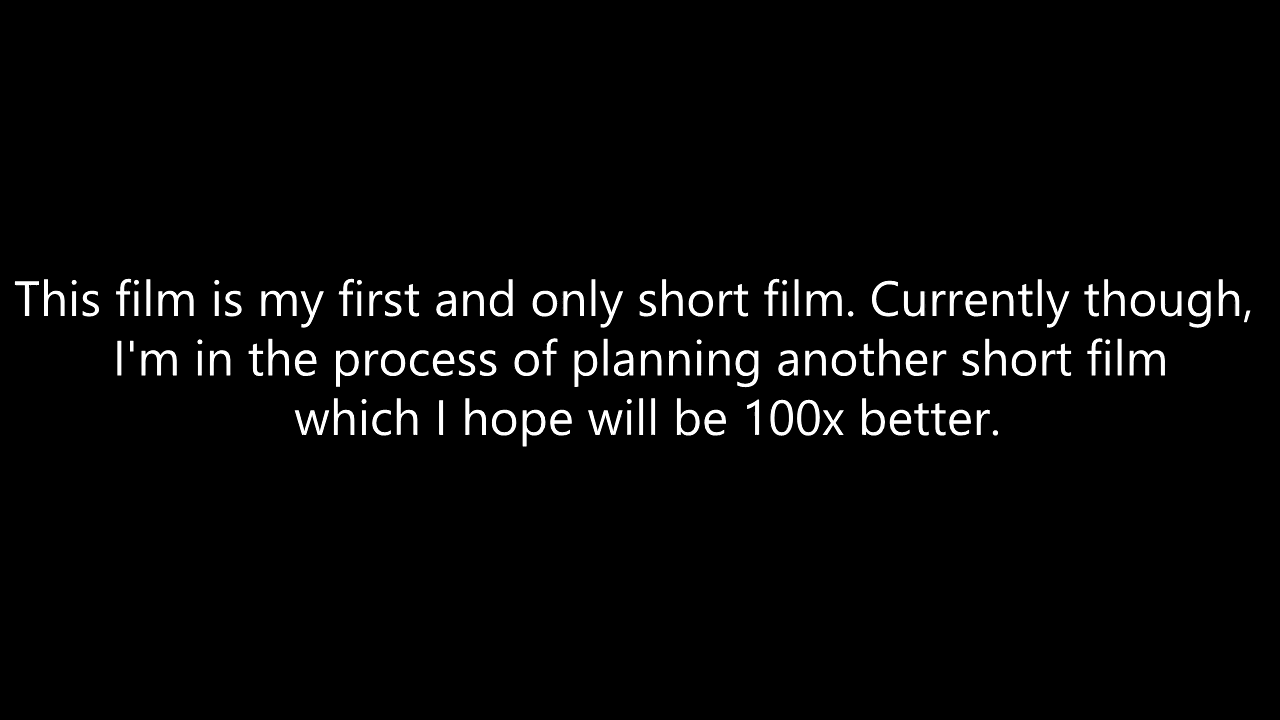 This film is my first and only short film. Currently though,
I'm in the process of planning another short film
which I hope will be 100x better.